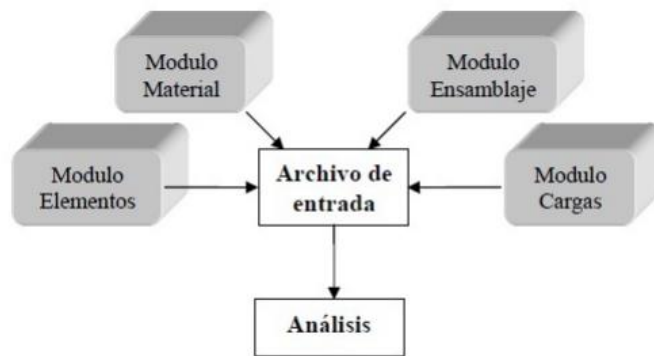 Modulo
Material
Modulo
Ensamblaje
Modulo
Elementos
Archivo de
entrada
Modulo
Cargas
Análisis